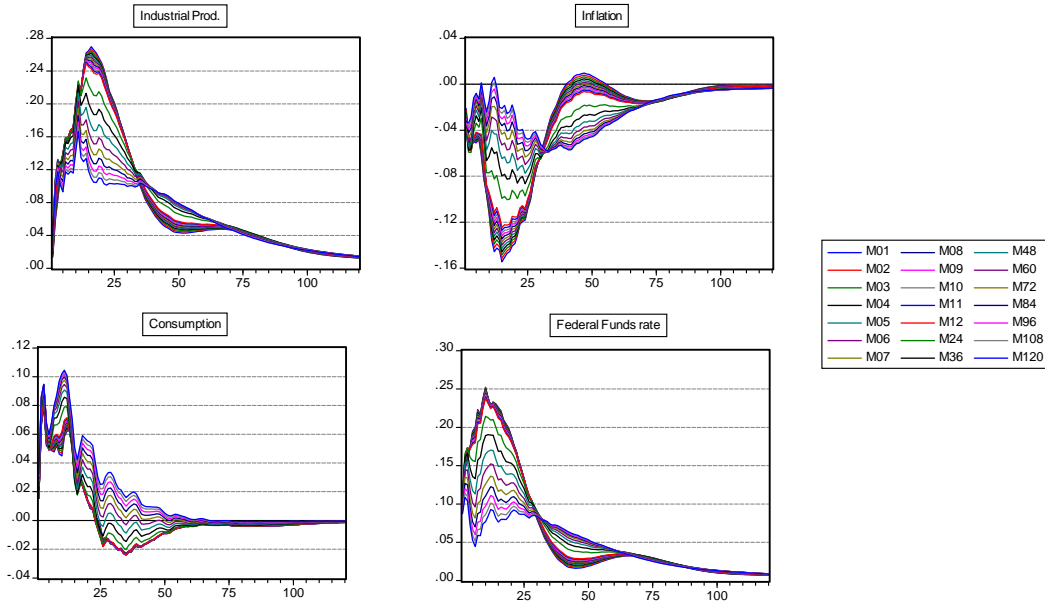 Industrial Prod.
.28
.24
.20
.16
.12
.08
.04
.00
25 50 75 100
Inflation
.04
.00
-.04
-.08
-.12
-.16
25 50 75 100
Consumption
.12
.10
.08
.06
.04
.02
.00
-.02
-.04
25 50 75 100
Federal Funds rate
.30
.25
.20
.15
.10
.05
.00
25 50 75 100
M01 M08 M48
M02 M09 M60
M03 M10 M72
M04 M11 M84
M05 M12 M96
M06 M24 M108
M07 M36 M120